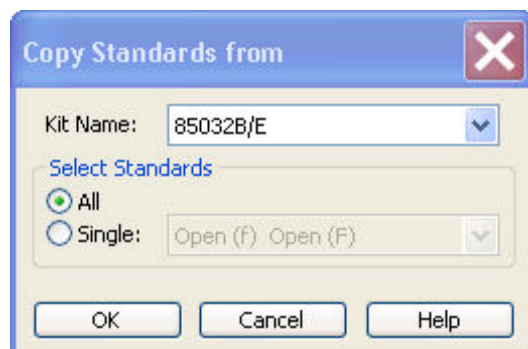 Copy Standards from
Kit Name: 85032B/E
Select Standards
All
Single: Open (f) Open (F)
OK Cancel Help